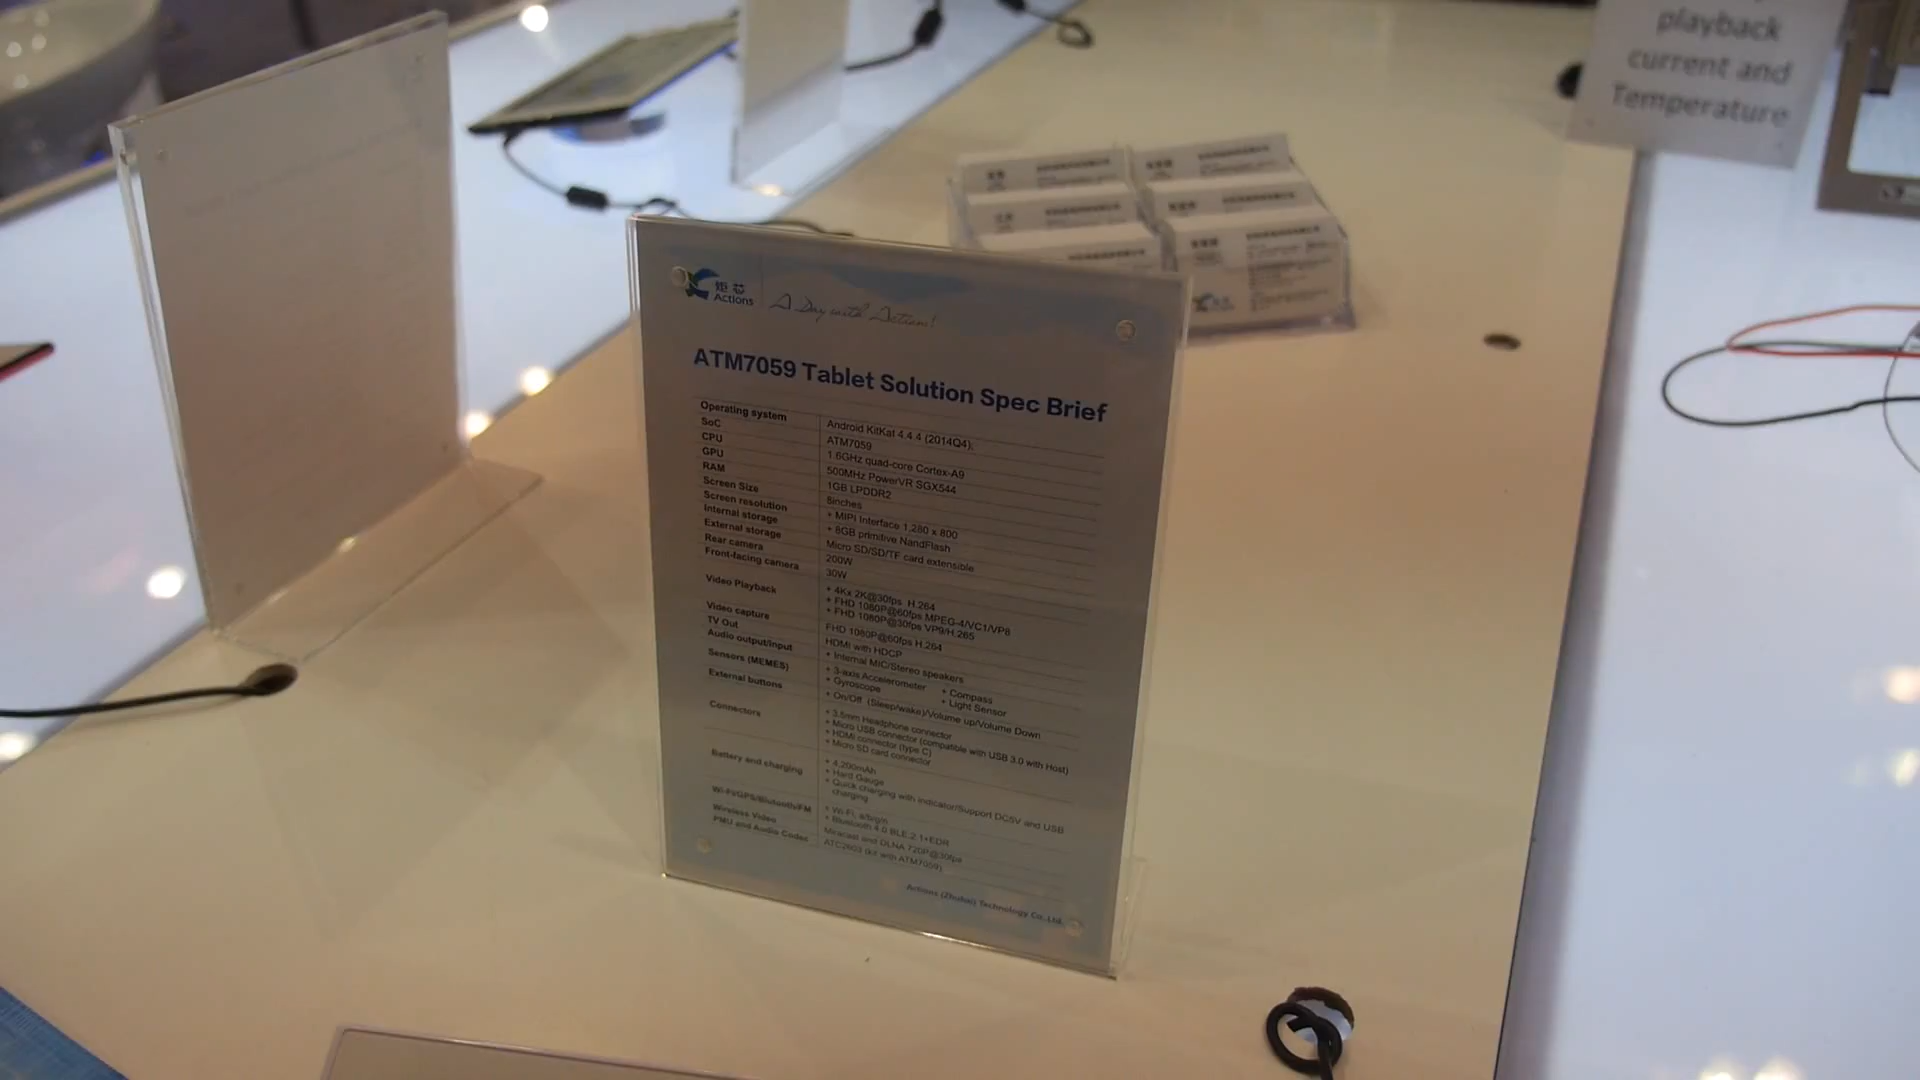 playback
current and
Temperature
炬芯
Actions
A Day with Actions!
ATM7059 Tablet Solution Spec Brief
Operating system Android KitKat 4.4.4 (2014Q4);
SoC ATM7059
CPU 1.6GHz quad-core Cortex-A9
GPU 500MHz PowerVR SGX544
RAM 1GB LPDDR2
Screen Size 8inches
Screen resolution • MIPI Interface 1,280 x 800
Internal storage • 8GB primitive NandFlash
External storage Micro SD/SD/TF card extensible
Rear camera 200W
Front-facing camera 30W
Video Playback • 4Kx 2K@30fps H.264
• FHD 1080P@60fps MPEG-4/VC1/VP8
• FHD 1080P@30fps VP9/H.265
Video capture FHD 1080P@60fps H.264
TV Out HDMI with HDCP
Audio output/input • Internal MIC/Stereo speakers
Sensors (MEMES) • 3-axis Accelerometer • Compass
• Gyroscope • Light Sensor
External buttons • On/Off (Sleep/wake)/Volume up/Volume Down
Connectors • 3.5mm Headphone connector
• Micro USB connector (compatible with USB 3.0 with Host)
• HDMI connector (type C)
• Micro SD card connector
Battery and charging • 4,200mAh
• Hard Gauge
• Quick charging with indicator/Support DC5V and USB
charging
Wi-Fi/GPS/Blutooth/FM • Wi-Fi, a/b/g/n
• Bluetooth 4.0 BLE,2.1+EDR
Wireless Video Miracast and DLNA 720P@30fps
PMU and Audio Codec ATC2603 (kit with ATM7059)
Actions (Zhuhai) Technology Co.,Ltd.